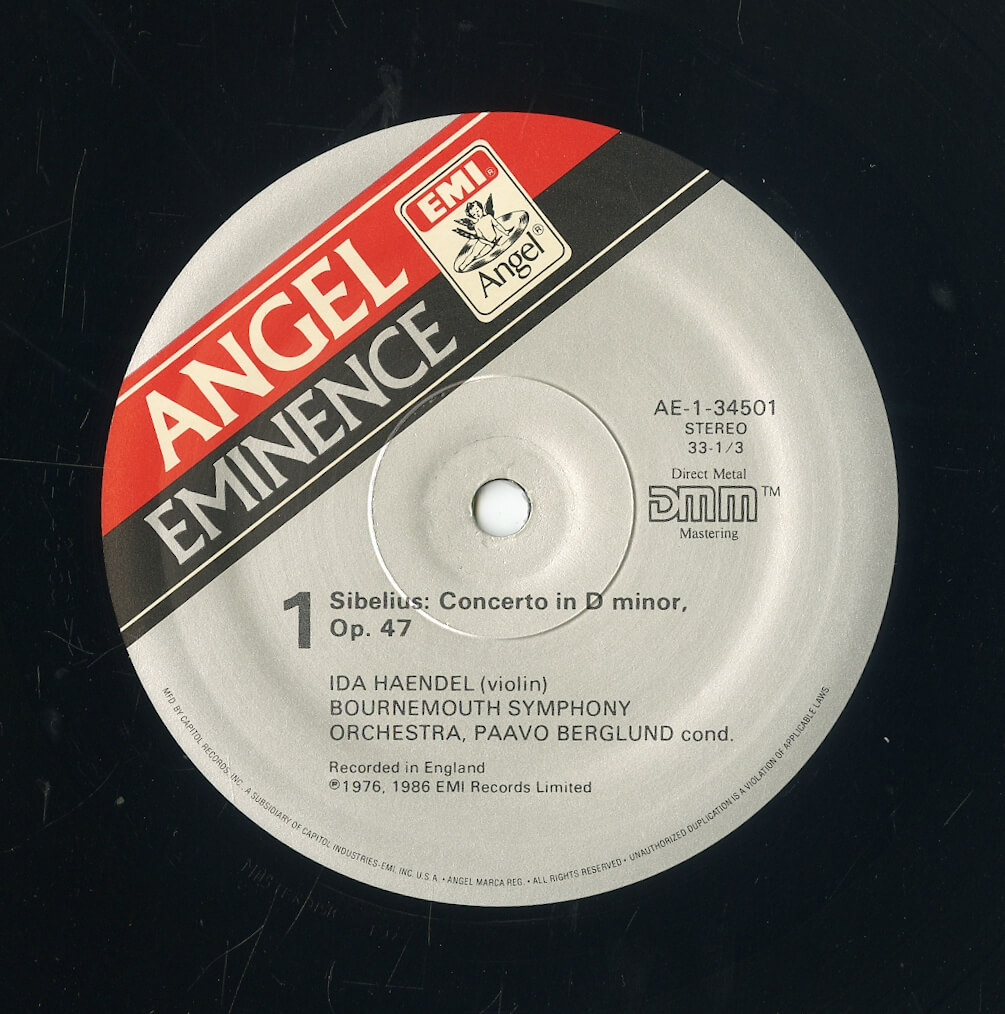 EMI®
Angel®
ANGEL
EMINENCE
AE-1-34501
STEREO
33-1/3
Direct Metal
DMM™
Mastering
1
Sibelius: Concerto in D minor,
Op. 47
IDA HAENDEL (violin)
BOURNEMOUTH SYMPHONY
ORCHESTRA, PAAVO BERGLUND cond.
Recorded in England
℗1976, 1986 EMI Records Limited
MFD. BY CAPITOL RECORDS, INC., A SUBSIDIARY OF CAPITOL INDUSTRIES-EMI, INC. U.S.A. • ANGEL MARCA REG. • ALL RIGHTS RESERVED • UNAUTHORIZED DUPLICATION IS A VIOLATION OF APPLICABLE LAWS.